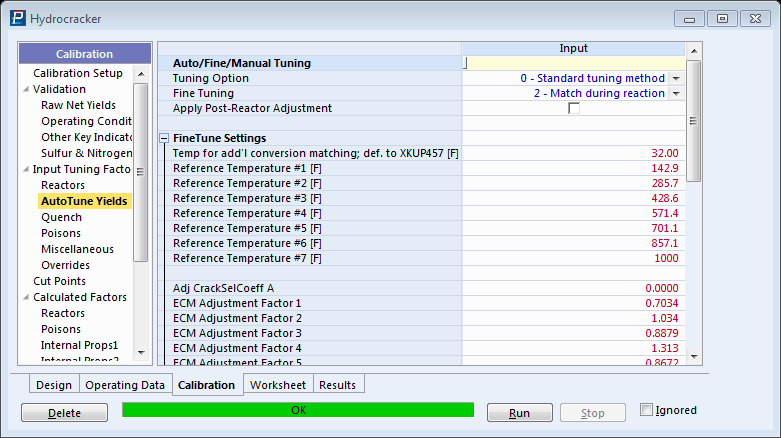 Hydrocracker
Calibration
Calibration Setup
Validation
Raw Net Yields
Operating Condit
Other Key Indicato
Sulfur & Nitrogen
Input Tuning Facto
Reactors
AutoTune Yields
Quench
Poisons
Miscellaneous
Overrides
Cut Points
Calculated Factors
Reactors
Poisons
Internal Props1
Internal Props2
Input
Auto/Fine/Manual Tuning
Tuning Option 0 - Standard tuning method
Fine Tuning 2 - Match during reaction
Apply Post-Reactor Adjustment
FineTune Settings
Temp for add'l conversion matching; def. to XKUP457 [F] 32.00
Reference Temperature #1 [F] 142.9
Reference Temperature #2 [F] 285.7
Reference Temperature #3 [F] 428.6
Reference Temperature #4 [F] 571.4
Reference Temperature #5 [F] 701.1
Reference Temperature #6 [F] 857.1
Reference Temperature #7 [F] 1000
Adj CrackSelCoeff A 0.0000
ECM Adjustment Factor 1 0.7034
ECM Adjustment Factor 2 1.034
ECM Adjustment Factor 3 0.8879
ECM Adjustment Factor 4 1.313
ECM Adjustment Factor 5 0.8672
Design Operating Data Calibration Worksheet Results
Delete OK Run Stop Ignored